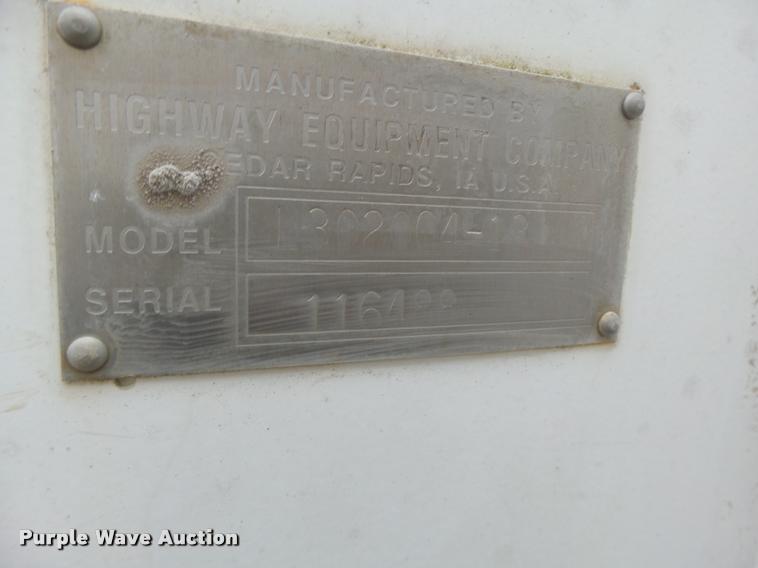 MANUFACTURED BY
HIGHWAY EQUIPMENT COMPANY
EDAR RAPIDS, IA U.S.A.
MODEL
SERIAL
Purple Wave Auction